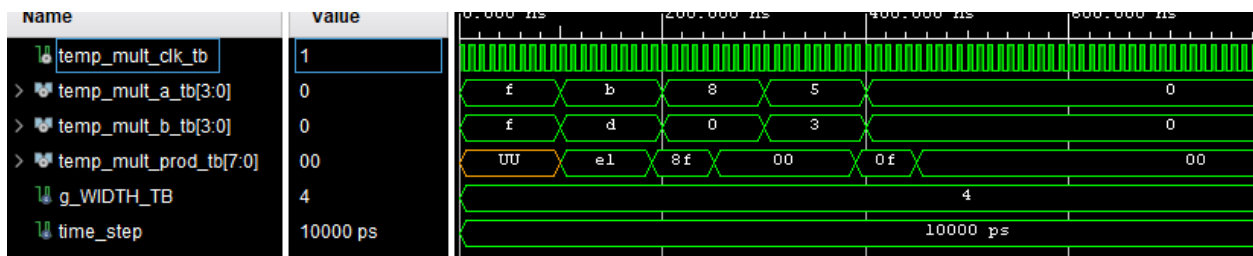 Name Value 0.000 ns 200.000 ns 400.000 ns 600.000 ns
temp_mult_clk_tb 1
temp_mult_a_tb[3:0] 0 f b 8 5 0
temp_mult_b_tb[3:0] 0 f d 0 3 0
temp_mult_prod_tb[7:0] 00 UU e1 8f 00 0f 00
g_WIDTH_TB 4 4
time_step 10000 ps 10000 ps